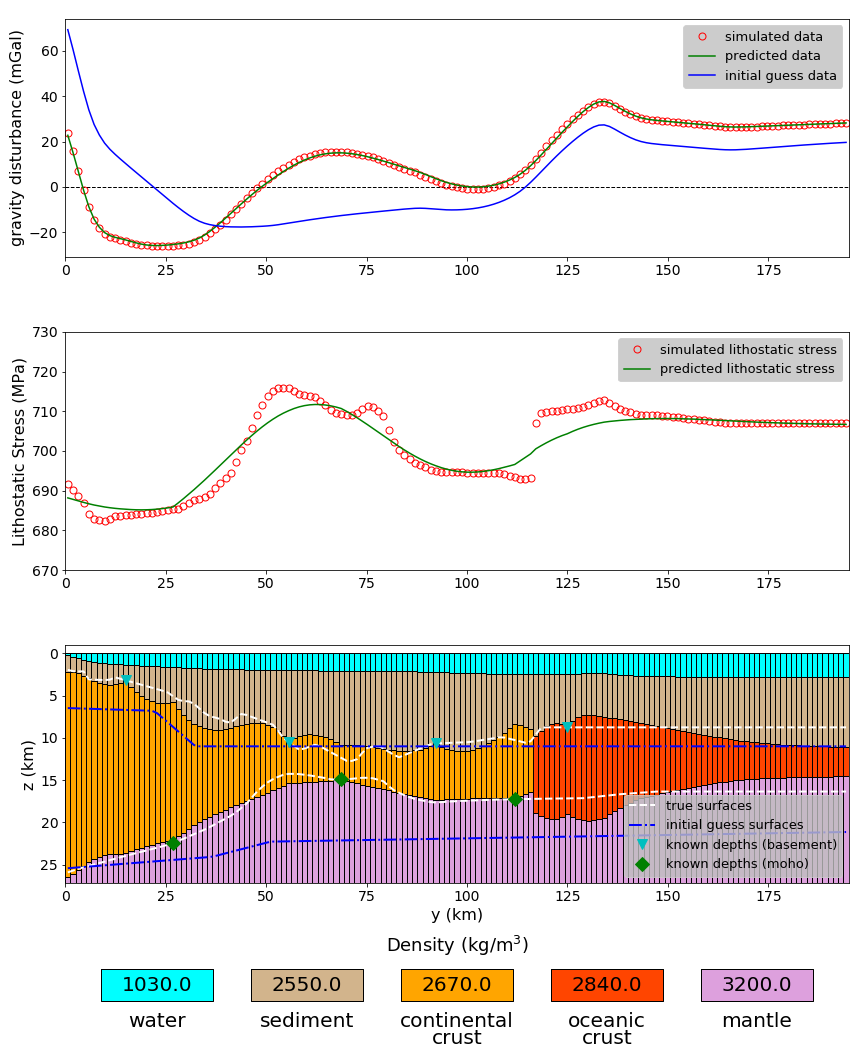 gravity disturbance (mGal)
60
40
20
0
−20
simulated data
predicted data
initial guess data
0 25 50 75 100 125 150 175
Lithostatic Stress (MPa)
730
720
710
700
690
680
670
simulated lithostatic stress
predicted lithostatic stress
0 25 50 75 100 125 150 175
z (km)
0
5
10
15
20
25
true surfaces
initial guess surfaces
known depths (basement)
known depths (moho)
0 25 50 75 100 125 150 175
y (km)
Density (kg/m³)
1030.0 2550.0 2670.0 2840.0 3200.0
water sediment continental oceanic mantle
crust crust